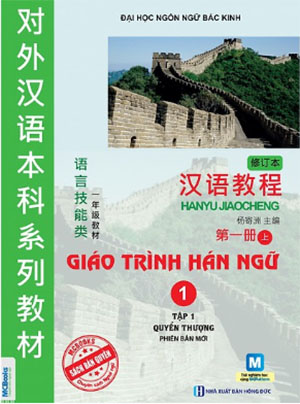 ĐẠI HỌC NGÔN NGỮ BẮC KINH
对外汉语本科系列教材
语言技能类
一年级教材
修订本
汉语教程
HANYU JIAOCHENG
杨寄洲 主编
第一册 上
GIÁO TRÌNH HÁN NGỮ
1
TẬP 1
QUYỂN THƯỢNG
PHIÊN BẢN MỚI
MCBOOKS
SÁCH BẢN QUYỀN
MCBooks
NHÀ XUẤT BẢN HỒNG ĐỨC